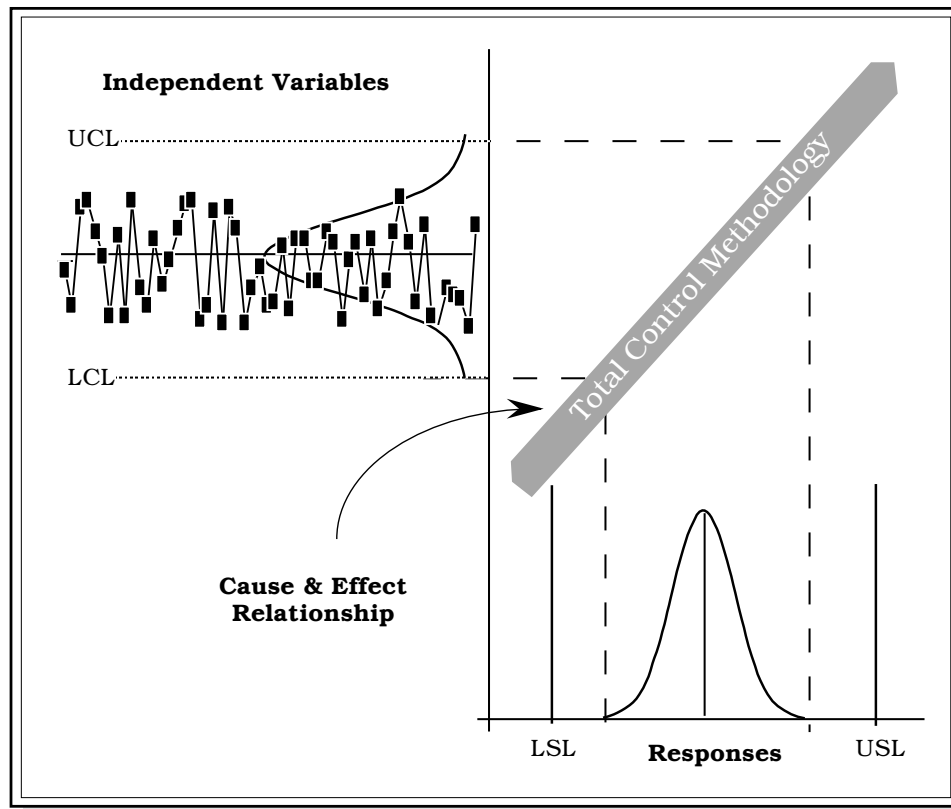 Independent Variables
UCL
Total Control Methodology
LCL
Cause & Effect
Relationship
LSL
Responses
USL